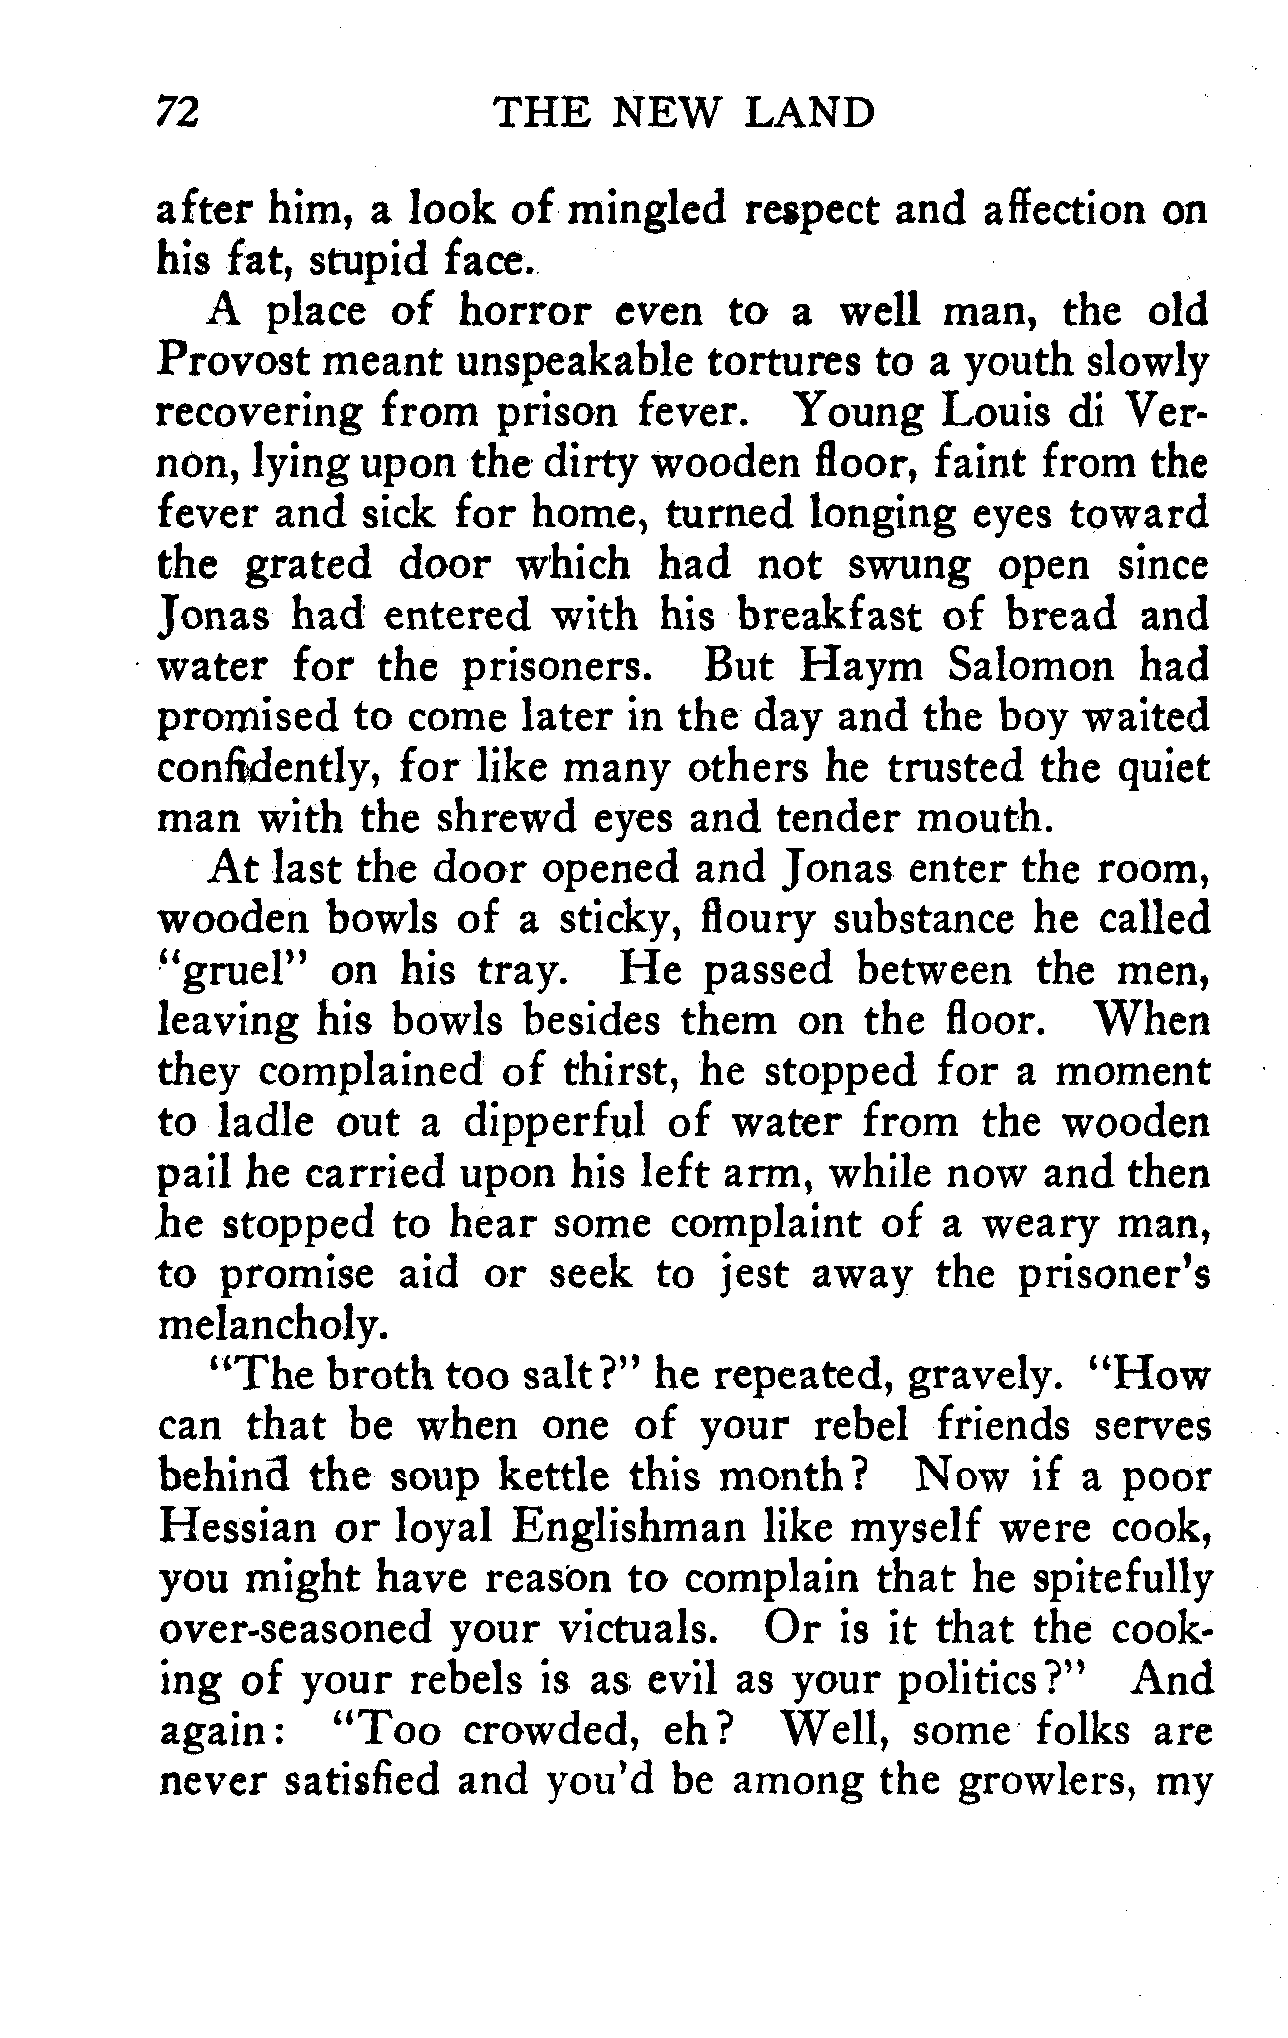 72 THE NEW LAND
after him, a look of mingled respect and affection on
his fat, stupid face.
A place of horror even to a well man, the old
Provost meant unspeakable tortures to a youth slowly
recovering from prison fever. Young Louis di Ver-
non, lying upon the dirty wooden floor, faint from the
fever and sick for home, turned longing eyes toward
the grated door which had not swung open since
Jonas had entered with his breakfast of bread and
water for the prisoners. But Haym Salomon had
promised to come later in the day and the boy waited
confidently, for like many others he trusted the quiet
man with the shrewd eyes and tender mouth.
At last the door opened and Jonas enter the room,
wooden bowls of a sticky, floury substance he called
"gruel" on his tray. He passed between the men,
leaving his bowls besides them on the floor. When
they complained of thirst, he stopped for a moment
to ladle out a dipperful of water from the wooden
pail he carried upon his left arm, while now and then
he stopped to hear some complaint of a weary man,
to promise aid or seek to jest away the prisoner's
melancholy.
"The broth too salt?" he repeated, gravely. "How
can that be when one of your rebel friends serves
behind the soup kettle this month? Now if a poor
Hessian or loyal Englishman like myself were cook,
you might have reason to complain that he spitefully
over-seasoned your victuals. Or is it that the cook-
ing of your rebels is as evil as your politics?" And
again: "Too crowded, eh? Well, some folks are
never satisfied and you'd be among the growlers, my